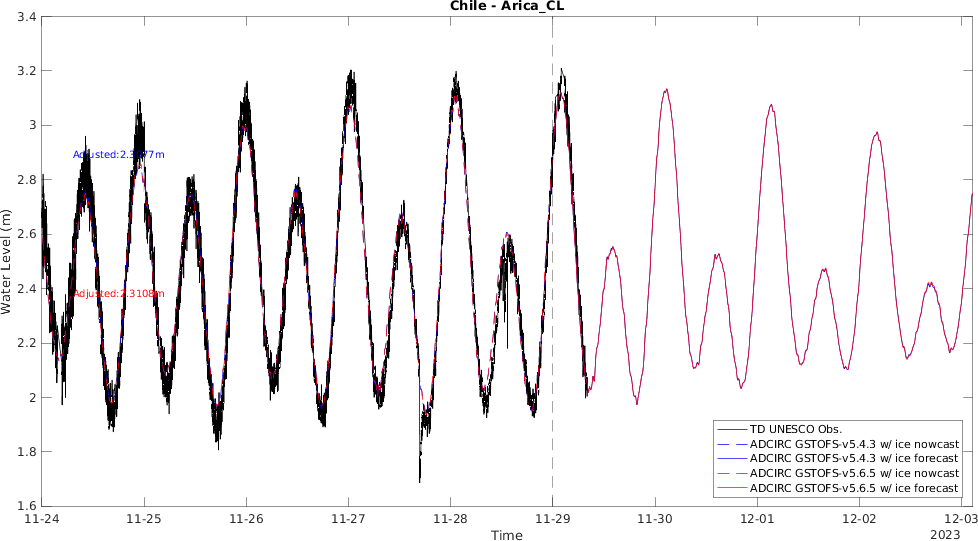 Chile - Arica_CL
Water Level (m)
3.4
3.2
3
2.8
2.6
2.4
2.2
2
1.8
1.6
Adjusted:2.3108m
TD UNESCO Obs.
ADCIRC GSTOFS-v5.4.3 w/ ice nowcast
ADCIRC GSTOFS-v5.4.3 w/ ice forecast
ADCIRC GSTOFS-v5.6.5 w/ ice nowcast
ADCIRC GSTOFS-v5.6.5 w/ ice forecast
11-24 11-25 11-26 11-27 11-28 11-29 11-30 12-01 12-02 12-03
Time
2023